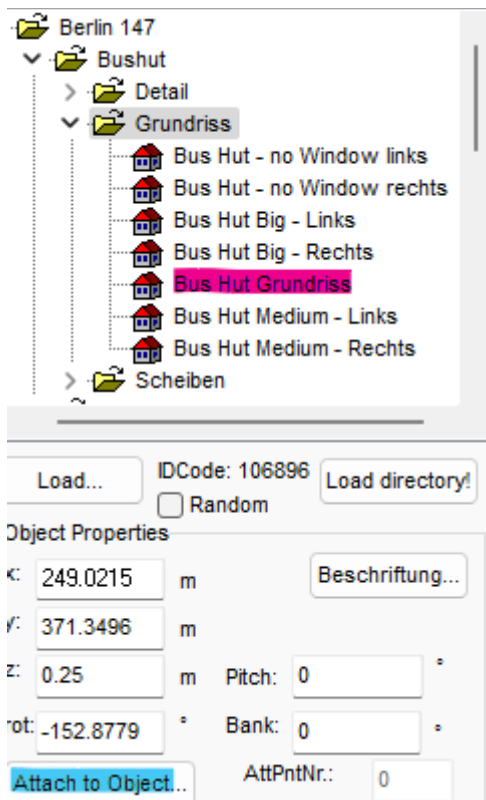 Berlin 147
Bushut
Detail
Grundriss
Bus Hut - no Window links
Bus Hut - no Window rechts
Bus Hut Big - Links
Bus Hut Big - Rechts
Bus Hut Grundriss
Bus Hut Medium - Links
Bus Hut Medium - Rechts
Scheiben
Load... IDCode: 106896 Load directory!
Random
Object Properties
x: 249.0215 m Beschriftung...
y: 371.3496 m
z: 0.25 m Pitch: 0 °
rot: -152.8779 ° Bank: 0 °
Attach to Object... AttPntNr.: 0